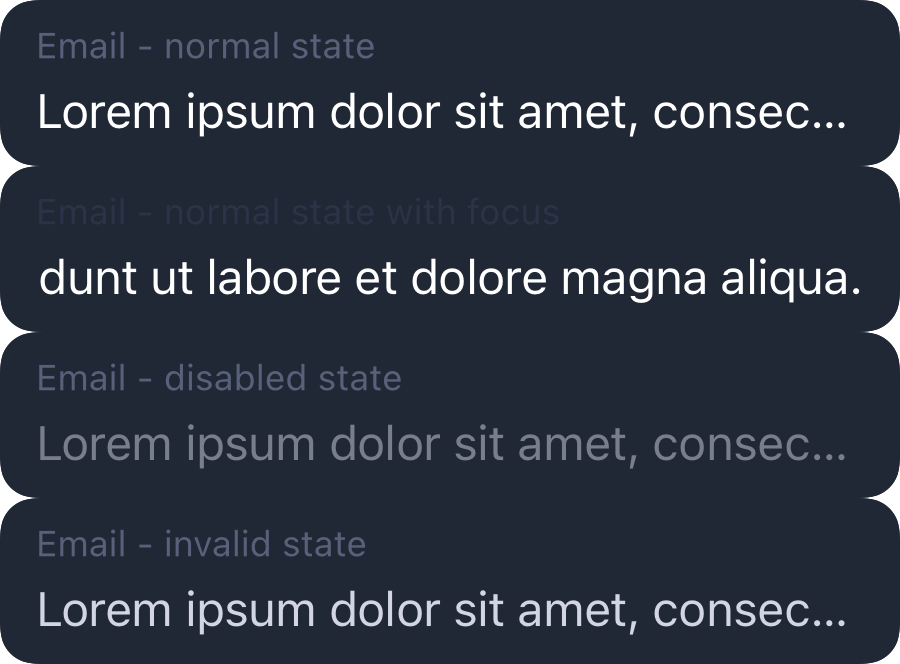 Email - normal state
Lorem ipsum dolor sit amet, consec...
Email - normal state with focus
dunt ut labore et dolore magna aliqua.
Email - disabled state
Lorem ipsum dolor sit amet, consec...
Email - invalid state
Lorem ipsum dolor sit amet, consec...